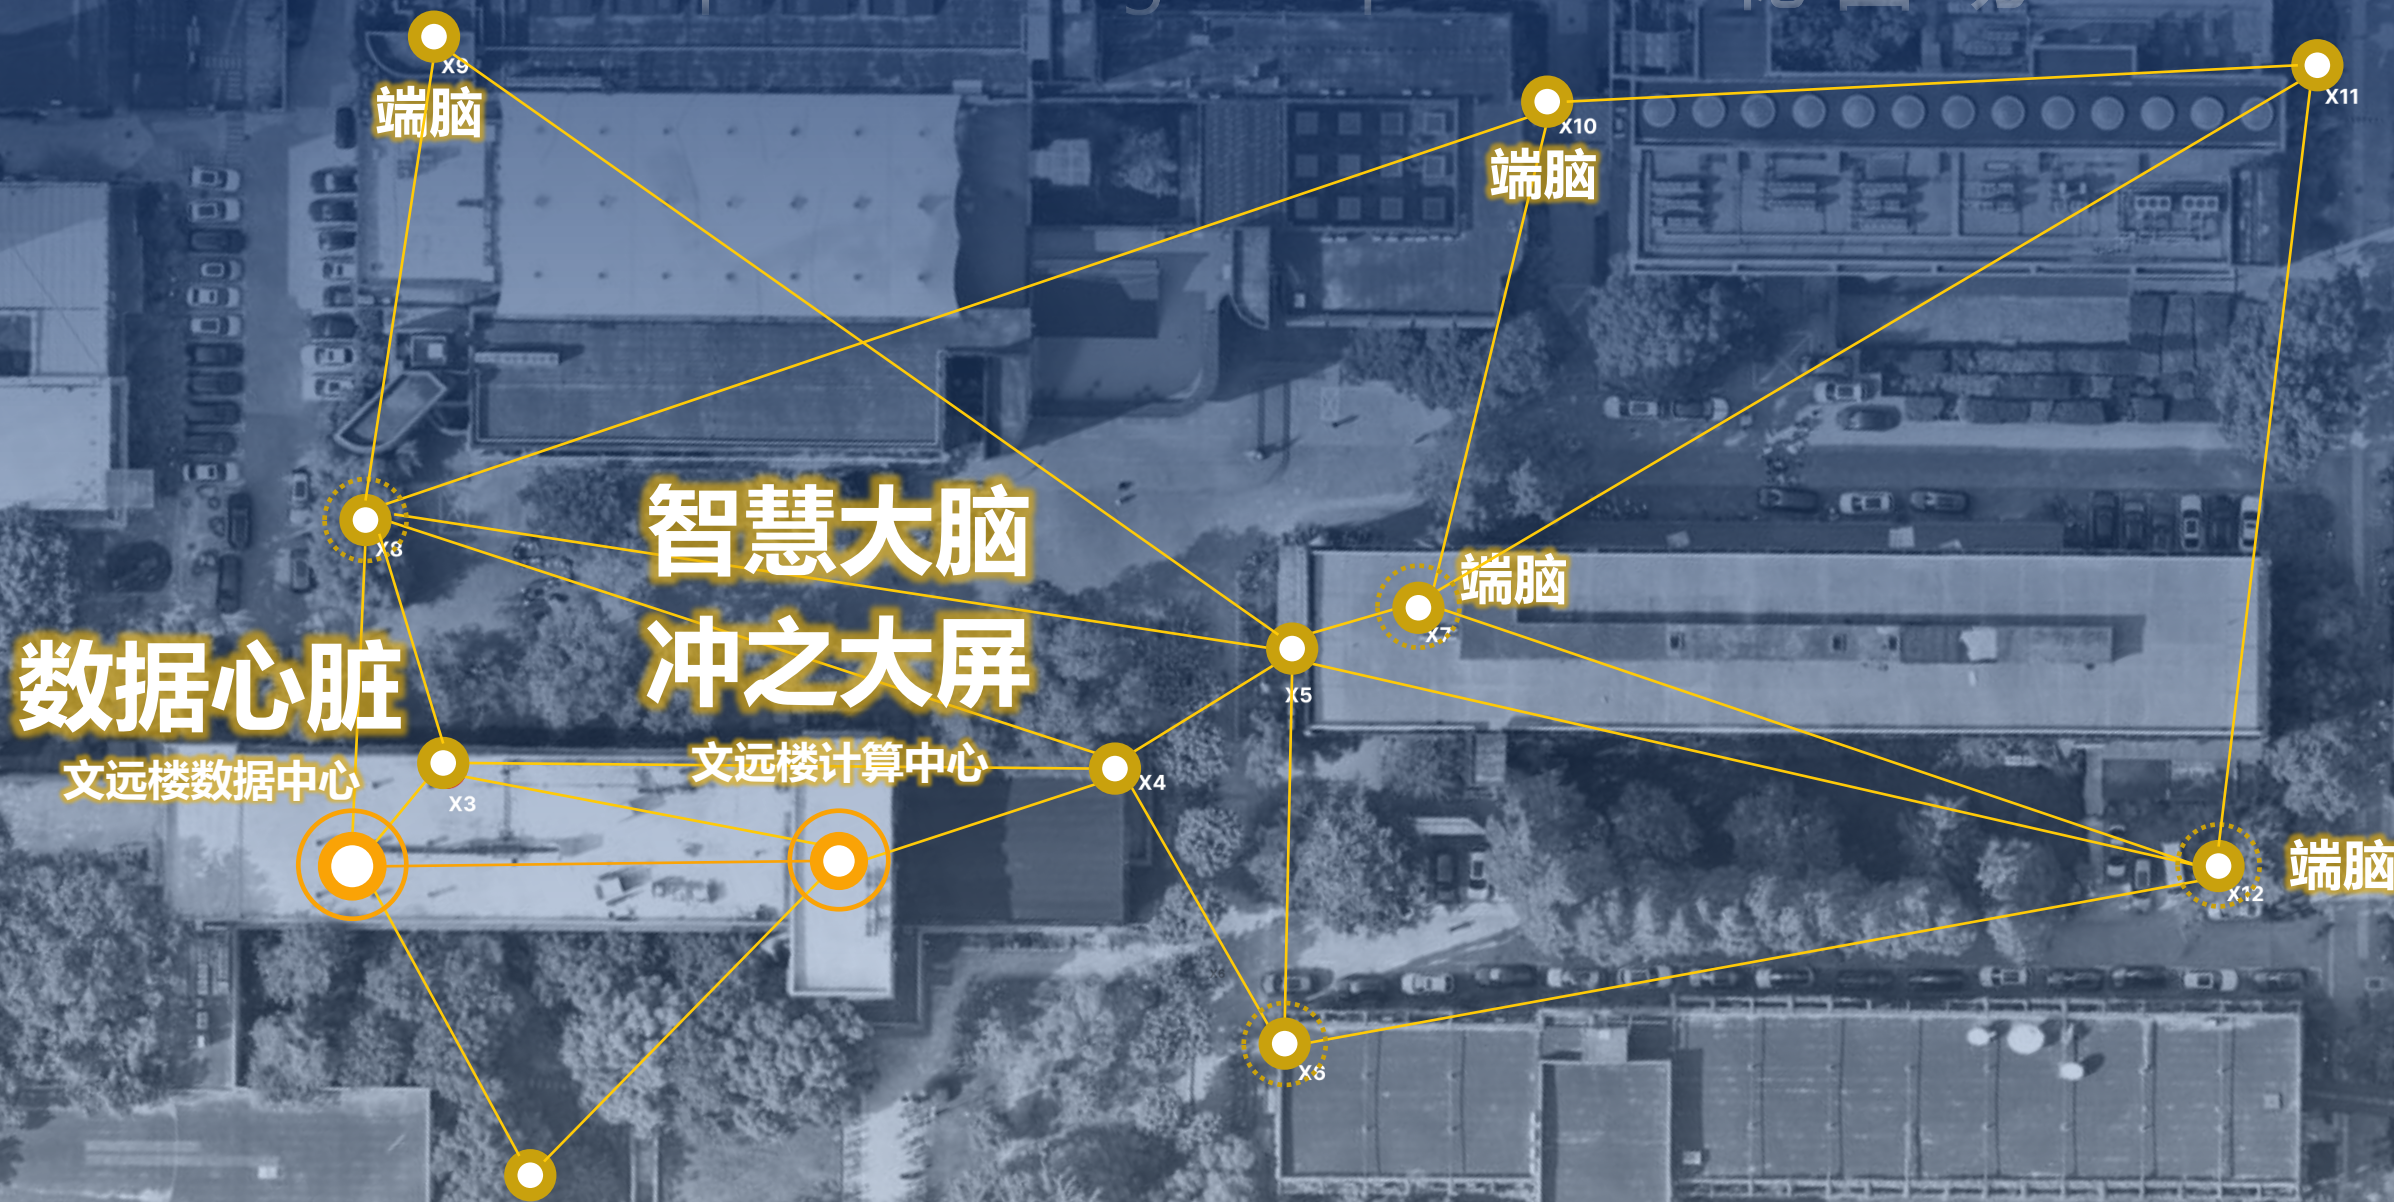 X9
端脑
X10
端脑
X11
X8
智慧大脑
冲之大屏
文远楼计算中心
数据心脏
文远楼数据中心
X3
X4
X5
端脑
X7
X12
端脑
X6